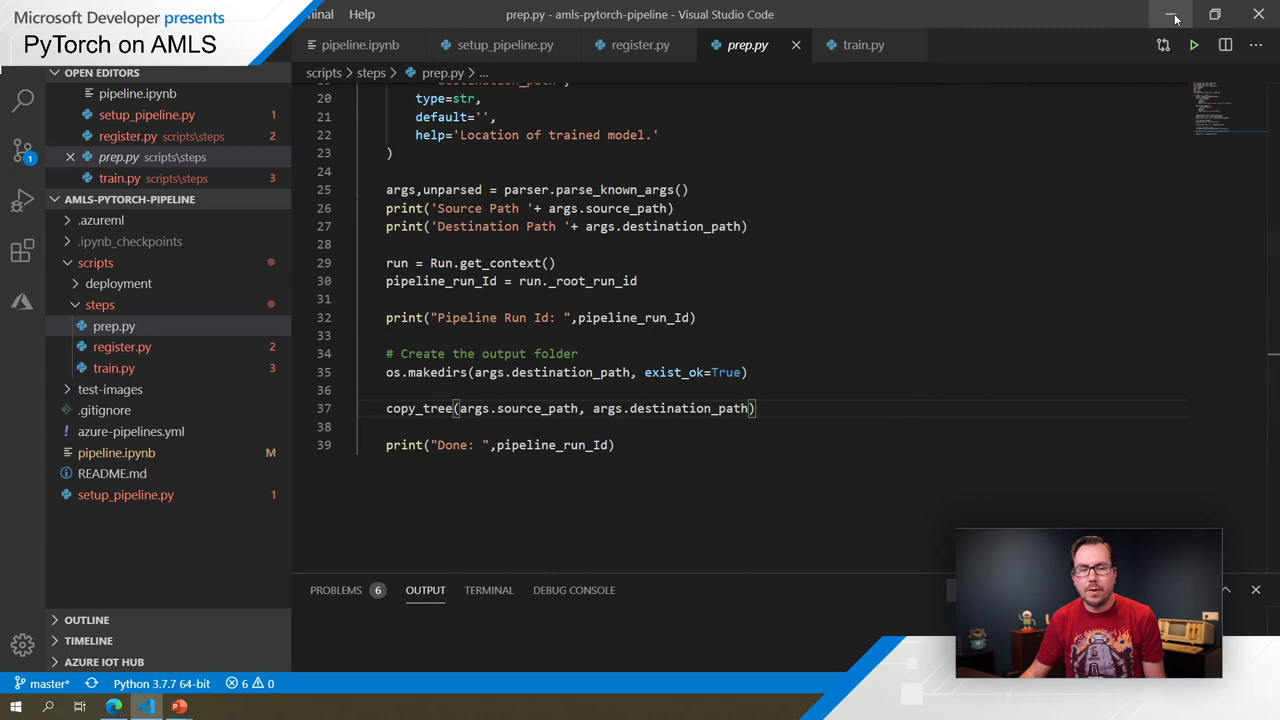 Microsoft Developer presents
PyTorch on AMLS
minal Help
prep.py - amls-pytorch-pipeline - Visual Studio Code
pipeline.ipynb
setup_pipeline.py
register.py
prep.py
train.py
scripts > steps > prep.py > ...
OPEN EDITORS
pipeline.ipynb
setup_pipeline.py 1
register.py scripts\steps 2
prep.py scripts\steps
train.py scripts\steps 3
AMLS-PYTORCH-PIPELINE
.azureml
.ipynb_checkpoints
scripts
deployment
steps
prep.py
register.py 2
train.py 3
test-images
.gitignore
azure-pipelines.yml
pipeline.ipynb M
README.md
setup_pipeline.py 1
OUTLINE
TIMELINE
AZURE IOT HUB
1
20 type=str,
21 default='',
22 help='Location of trained model.'
23 )
24
25 args,unparsed = parser.parse_known_args()
26 print('Source Path '+ args.source_path)
27 print('Destination Path '+ args.destination_path)
28
29 run = Run.get_context()
30 pipeline_run_Id = run._root_run_id
31
32 print("Pipeline Run Id: ",pipeline_run_Id)
33
34 # Create the output folder
35 os.makedirs(args.destination_path, exist_ok=True)
36
37 copy_tree(args.source_path, args.destination_path)
38
39 print("Done: ",pipeline_run_Id)
PROBLEMS 6 OUTPUT TERMINAL DEBUG CONSOLE
master* Python 3.7.7 64-bit 6 0